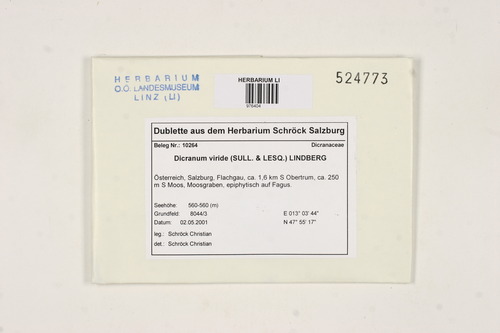 HERBARIUM
O.Ö. LANDESMUSEUM
LINZ (LI)
HERBARIUM LI
976404
524773
Dublette aus dem Herbarium Schröck Salzburg
Beleg Nr.: 10264 Dicranaceae
Dicranum viride (SULL. & LESQ.) LINDBERG
Österreich, Salzburg, Flachgau, ca. 1,6 km S Obertrum, ca. 250
m S Moos, Moosgraben, epiphytisch auf Fagus.
Seehöhe: 560-560 (m)
Grundfeld: 8044/3 E 013° 03' 44"
Datum: 02.05.2001 N 47° 55' 17"
leg.: Schröck Christian
det.: Schröck Christian